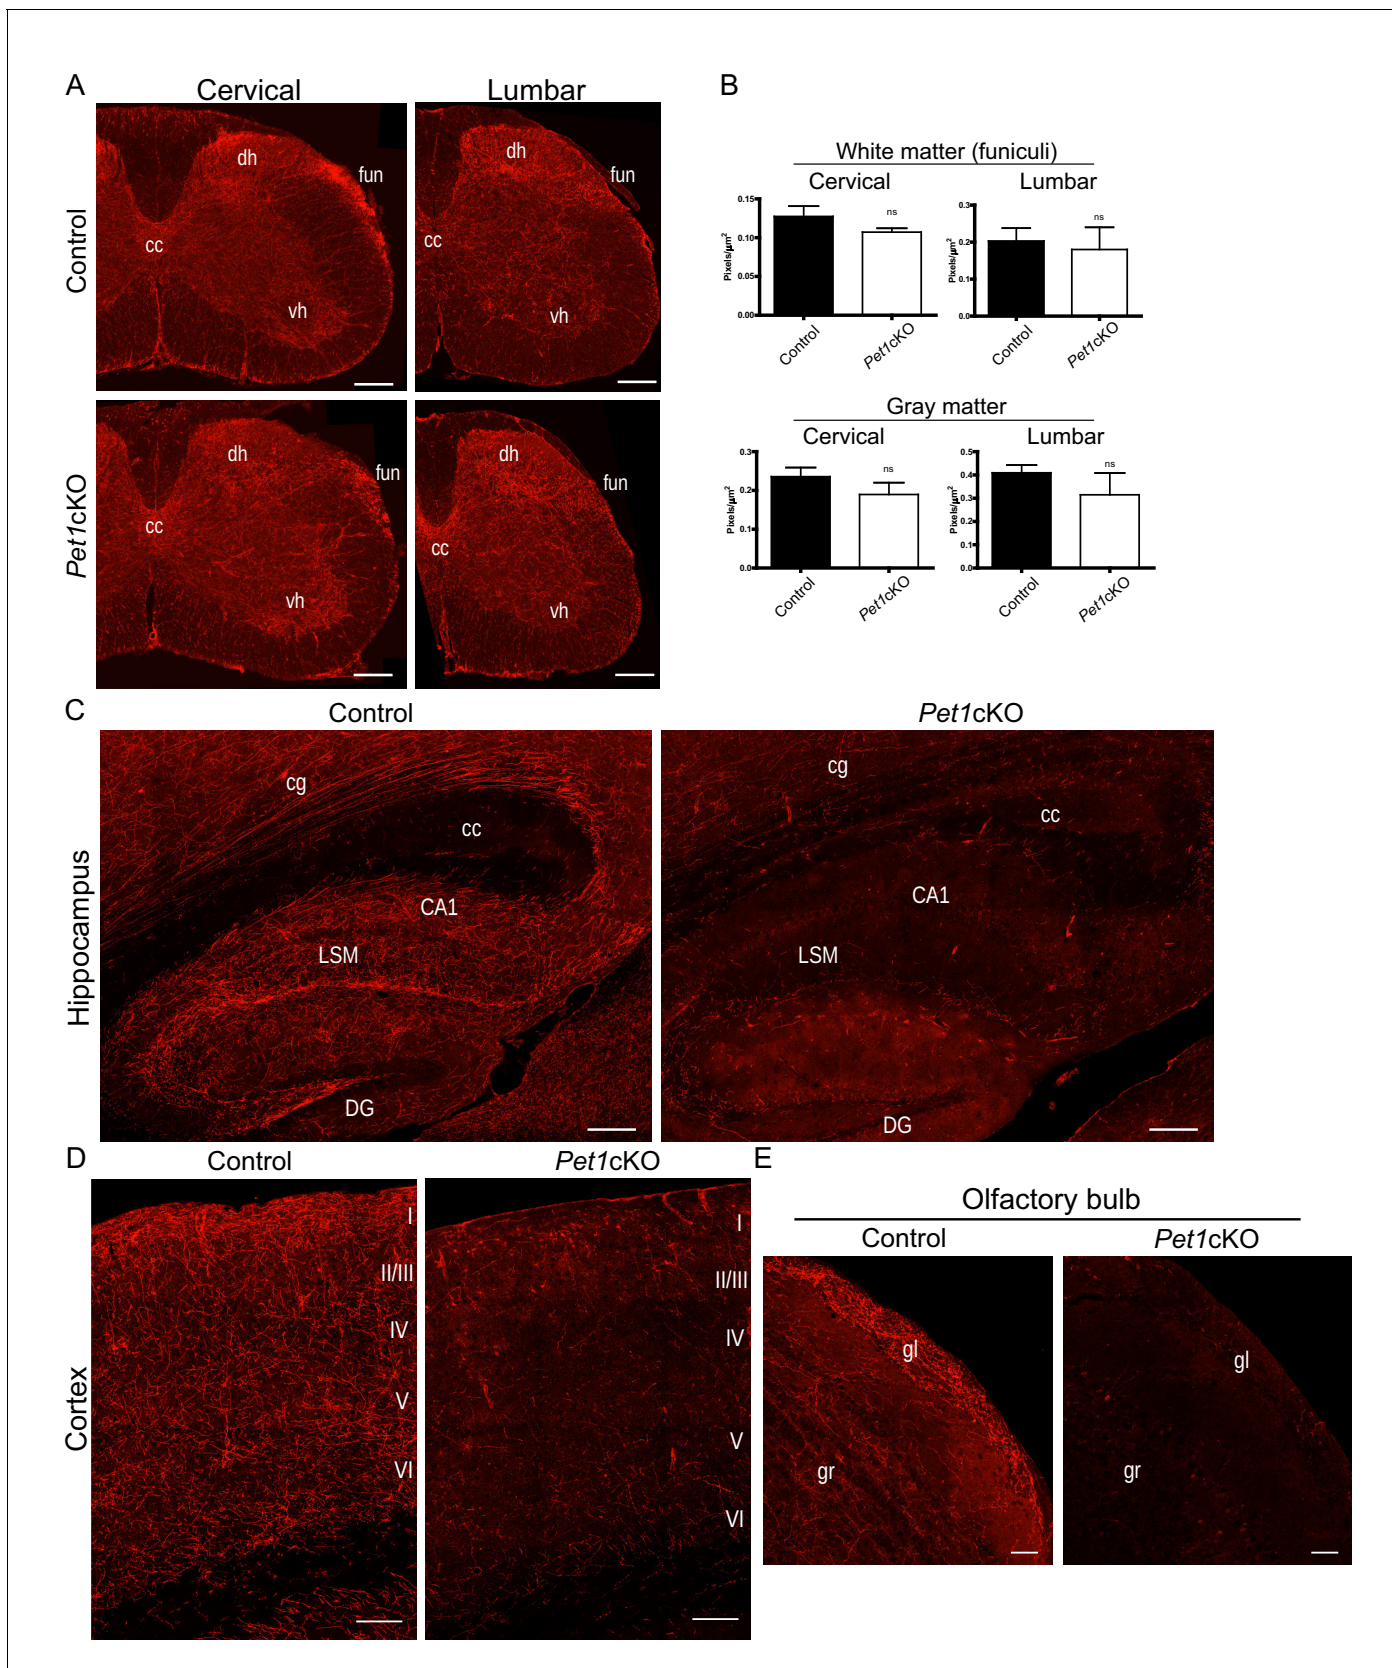 A
Cervical
Lumbar
Control
dh
fun
cc
vh
dh
fun
cc
vh
Pet1cKO
dh
fun
cc
vh
dh
fun
cc
vh
B
White matter (funiculi)
Cervical
Lumbar
Pixels/µm²
0.15
0.10
0.05
0.00
ns
Control
Pet1cKO
Pixels/µm²
0.3
0.2
0.1
0.0
ns
Control
Pet1cKO
Gray matter
Cervical
Lumbar
Pixels/µm²
0.3
0.2
0.1
0.0
ns
Control
Pet1cKO
Pixels/µm²
0.5
0.4
0.3
0.2
0.1
0.0
ns
Control
Pet1cKO
C
Control
Pet1cKO
Hippocampus
cg
cc
CA1
LSM
DG
cg
cc
CA1
LSM
DG
D
Control
Pet1cKO
Cortex
I
II/III
IV
V
VI
I
II/III
IV
V
VI
E
Olfactory bulb
Control
Pet1cKO
gl
gr
gl
gr